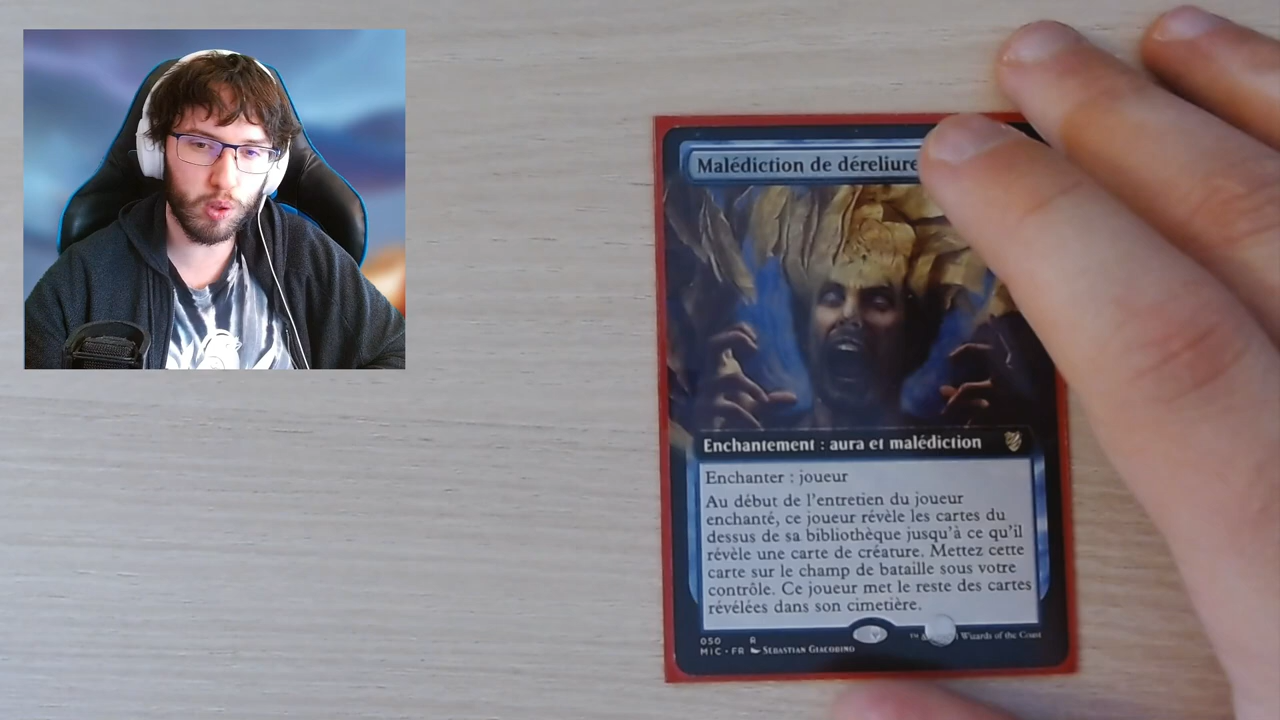 Malédiction de déreliure
Enchantement : aura et malédiction
Enchanter : joueur
Au début de l'entretien du joueur
enchanté, ce joueur révèle les cartes du
dessus de sa bibliothèque jusqu'à ce qu'il
révèle une carte de créature. Mettez cette
carte sur le champ de bataille sous votre
contrôle. Ce joueur met le reste des cartes
révélées dans son cimetière.
050 R
MIC • FR Sebastian Giacobino
™ & Wizards of the Coast